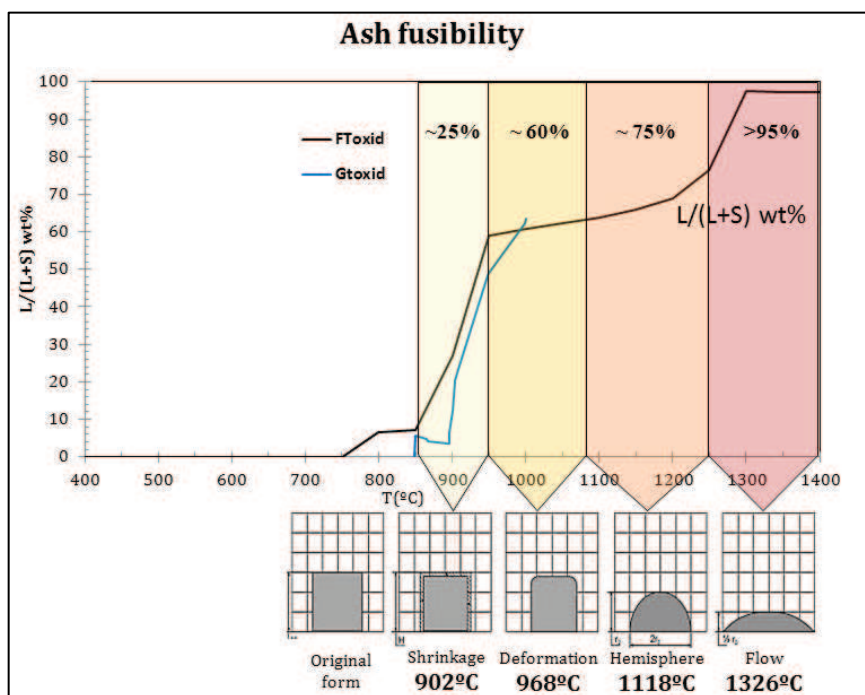 Ash fusibility
100
90
80
70
60
50
40
30
20
10
0
L/(L+S) wt%
FToxid
Gtoxid
~25%
~ 60%
~ 75%
>95%
L/(L+S) wt%
400 500 600 700 800 900 1000 1100 1200 1300 1400
T(ºC)
H
2r₁
Original
form
Shrinkage
902ºC
Deformation
968ºC
Hemisphere
1118ºC
Flow
1326ºC